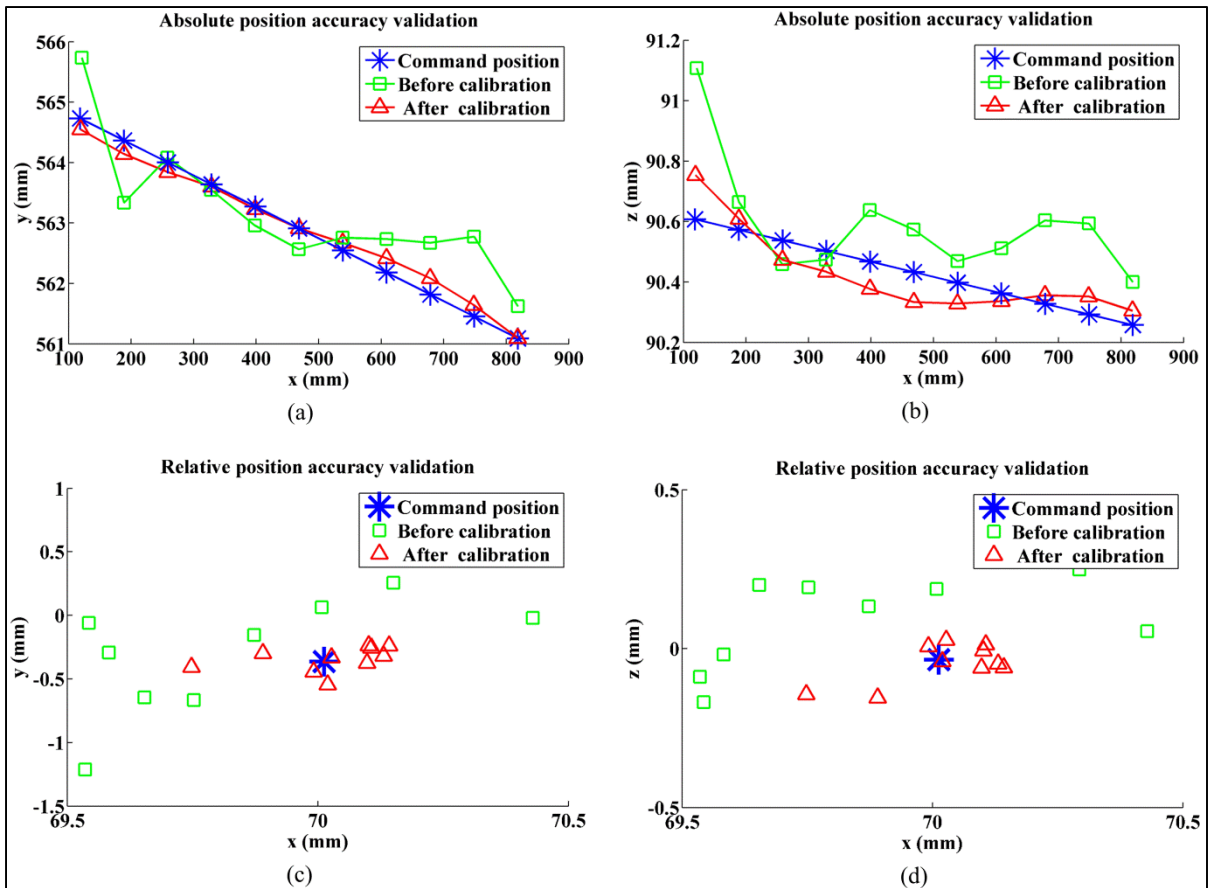 Absolute position accuracy validation
566
565
564
563
562
561
y (mm)
Command position
Before calibration
After calibration
100 200 300 400 500 600 700 800 900
x (mm)
(a)
Absolute position accuracy validation
91.2
91
90.8
90.6
90.4
90.2
z (mm)
Command position
Before calibration
After calibration
100 200 300 400 500 600 700 800 900
x (mm)
(b)
Relative position accuracy validation
1
0.5
0
-0.5
-1
-1.5
y (mm)
Command position
Before calibration
After calibration
69.5 70 70.5
x (mm)
(c)
Relative position accuracy validation
0.5
0
-0.5
z (mm)
Command position
Before calibration
After calibration
69.5 70 70.5
x (mm)
(d)